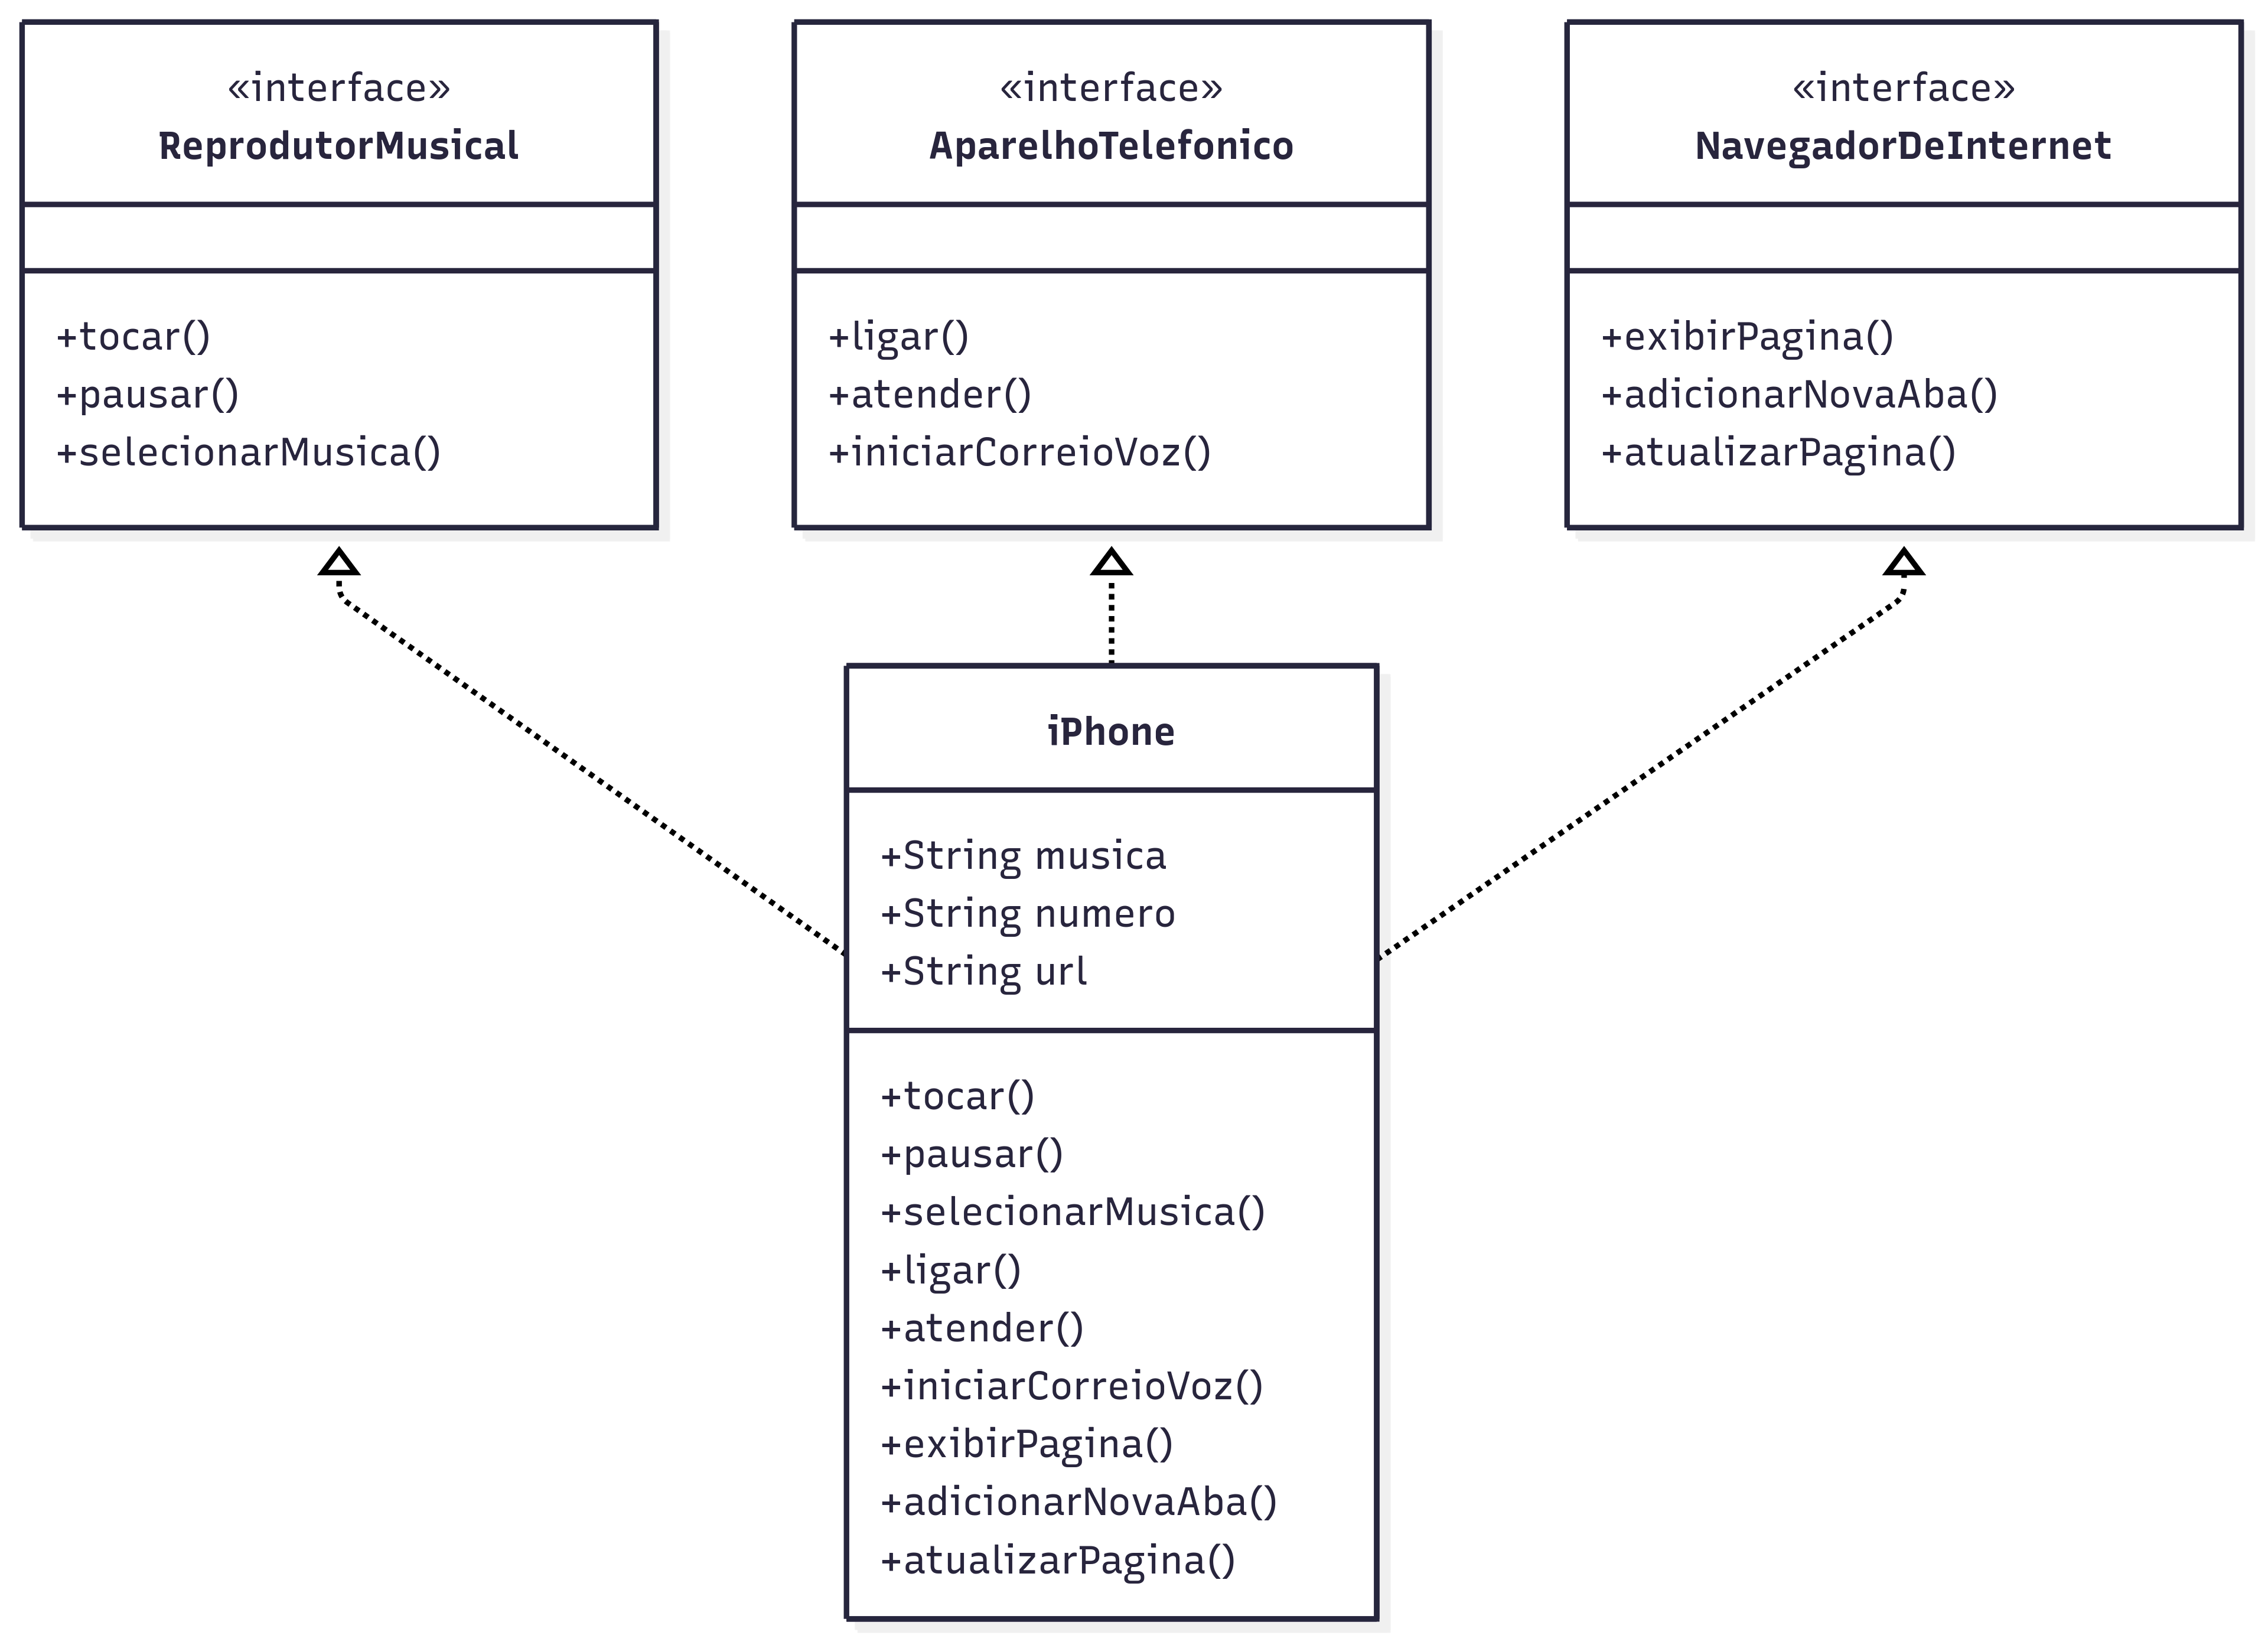 «interface»
ReprodutorMusical
+tocar()
+pausar()
+selecionarMusica()
«interface»
AparelhoTelefonico
+ligar()
+atender()
+iniciarCorreioVoz()
«interface»
NavegadorDeInternet
+exibirPagina()
+adicionarNovaAba()
+atualizarPagina()
iPhone
+String musica
+String numero
+String url
+tocar()
+pausar()
+selecionarMusica()
+ligar()
+atender()
+iniciarCorreioVoz()
+exibirPagina()
+adicionarNovaAba()
+atualizarPagina()